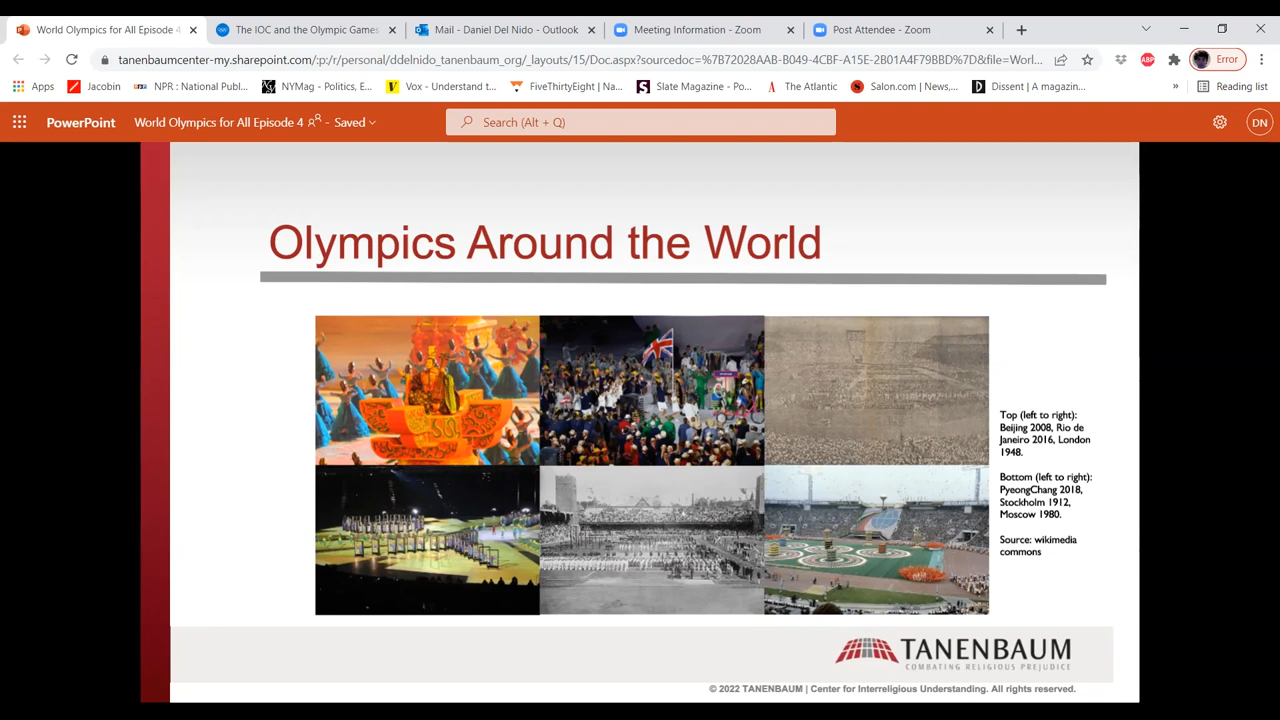 World Olympics for All Episode 4
The IOC and the Olympic Games
Mail - Daniel Del Nido - Outlook
Meeting Information - Zoom
Post Attendee - Zoom
tanenbaumcenter-my.sharepoint.com/:p:/r/personal/ddelnido_tanenbaum_org/_layouts/15/Doc.aspx?sourcedoc=%7B72028AAB-B049-4CBF-A15E-2B01A4F79BBD%7D&file=Worl...
ABP
Error
Apps
Jacobin
NPR : National Publ...
NYMag - Politics, E...
Vox - Understand t...
FiveThirtyEight | Na...
Slate Magazine - Po...
The Atlantic
Salon.com | News,...
Dissent | A magazin...
»
Reading list
PowerPoint
World Olympics for All Episode 4 - Saved
Search (Alt + Q)
DN
Olympics Around the World
Top (left to right):
Beijing 2008, Rio de
Janeiro 2016, London
1948.
Bottom (left to right):
PyeongChang 2018,
Stockholm 1912,
Moscow 1980.
Source: wikimedia
commons
TANENBAUM
COMBATING RELIGIOUS PREJUDICE
© 2022 TANENBAUM | Center for Interreligious Understanding. All rights reserved.